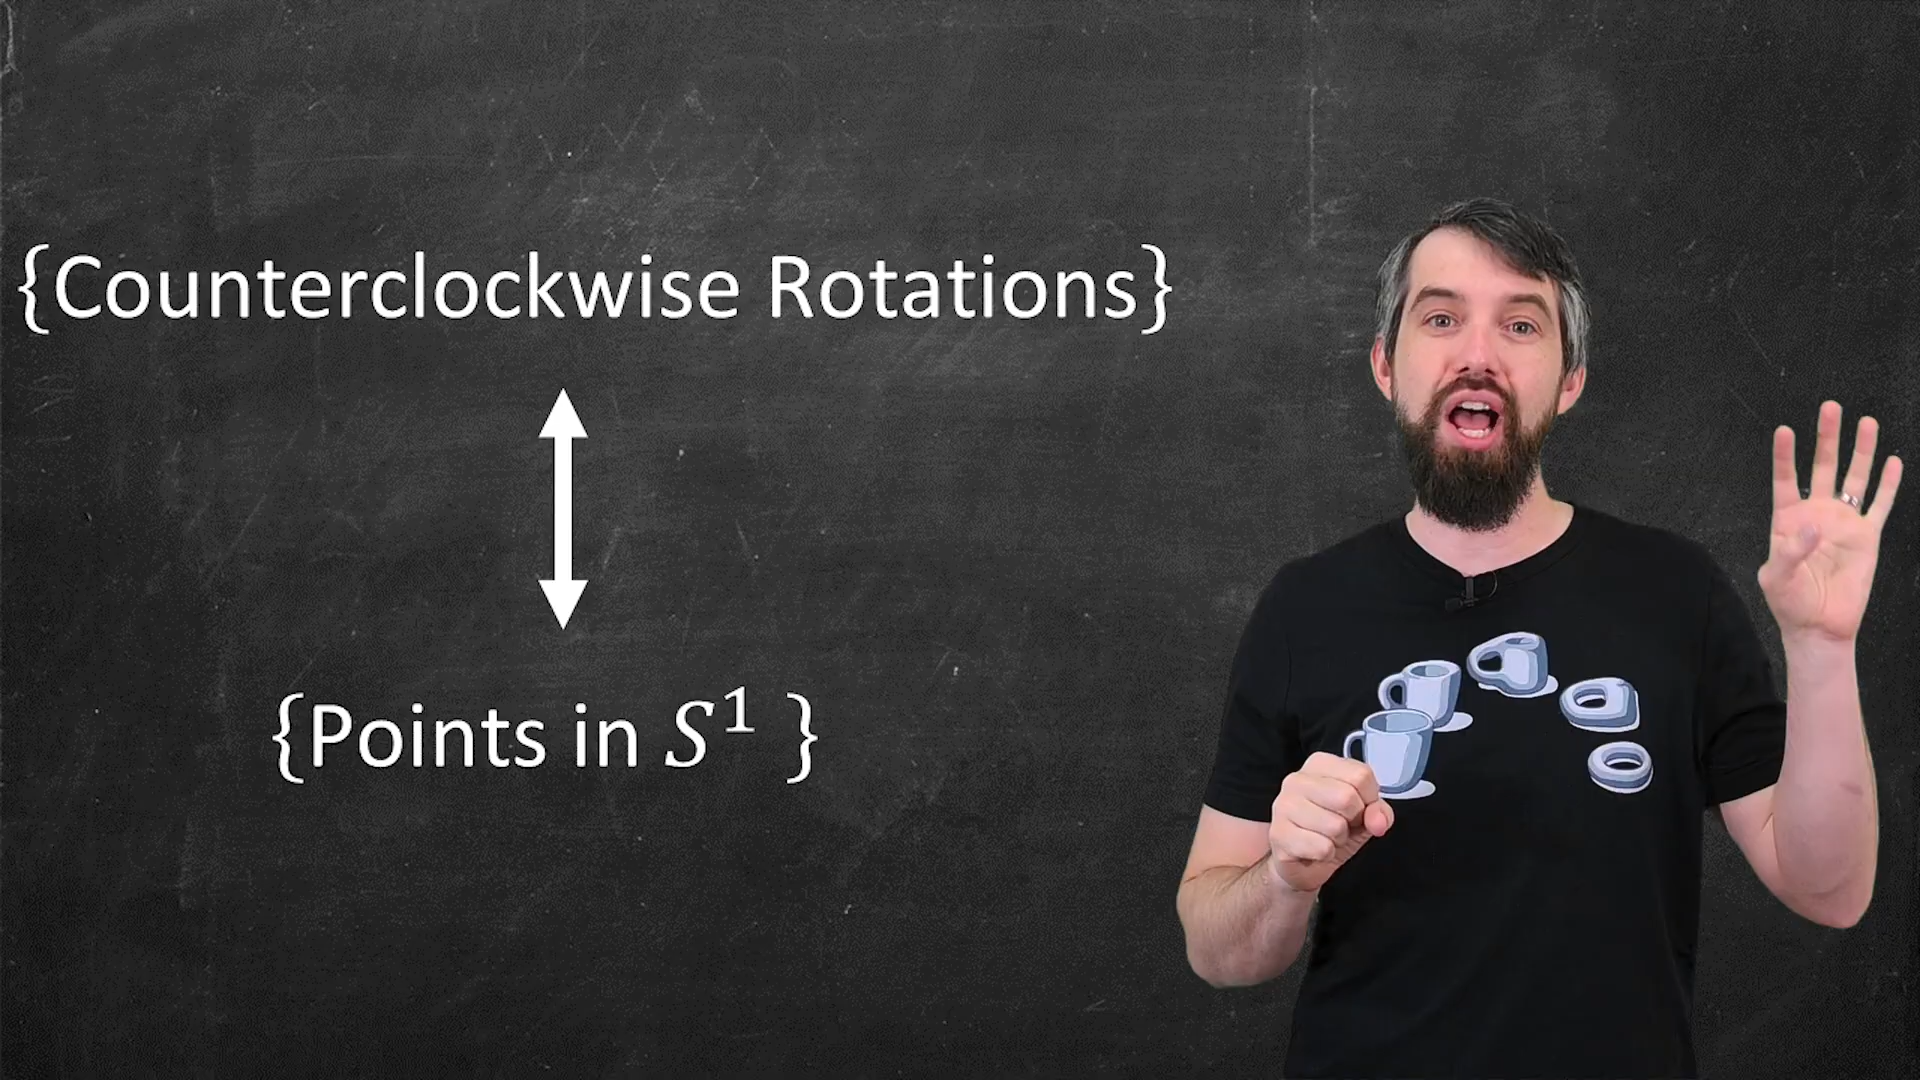 {Counterclockwise Rotations}
{Points in 𝑆¹ }